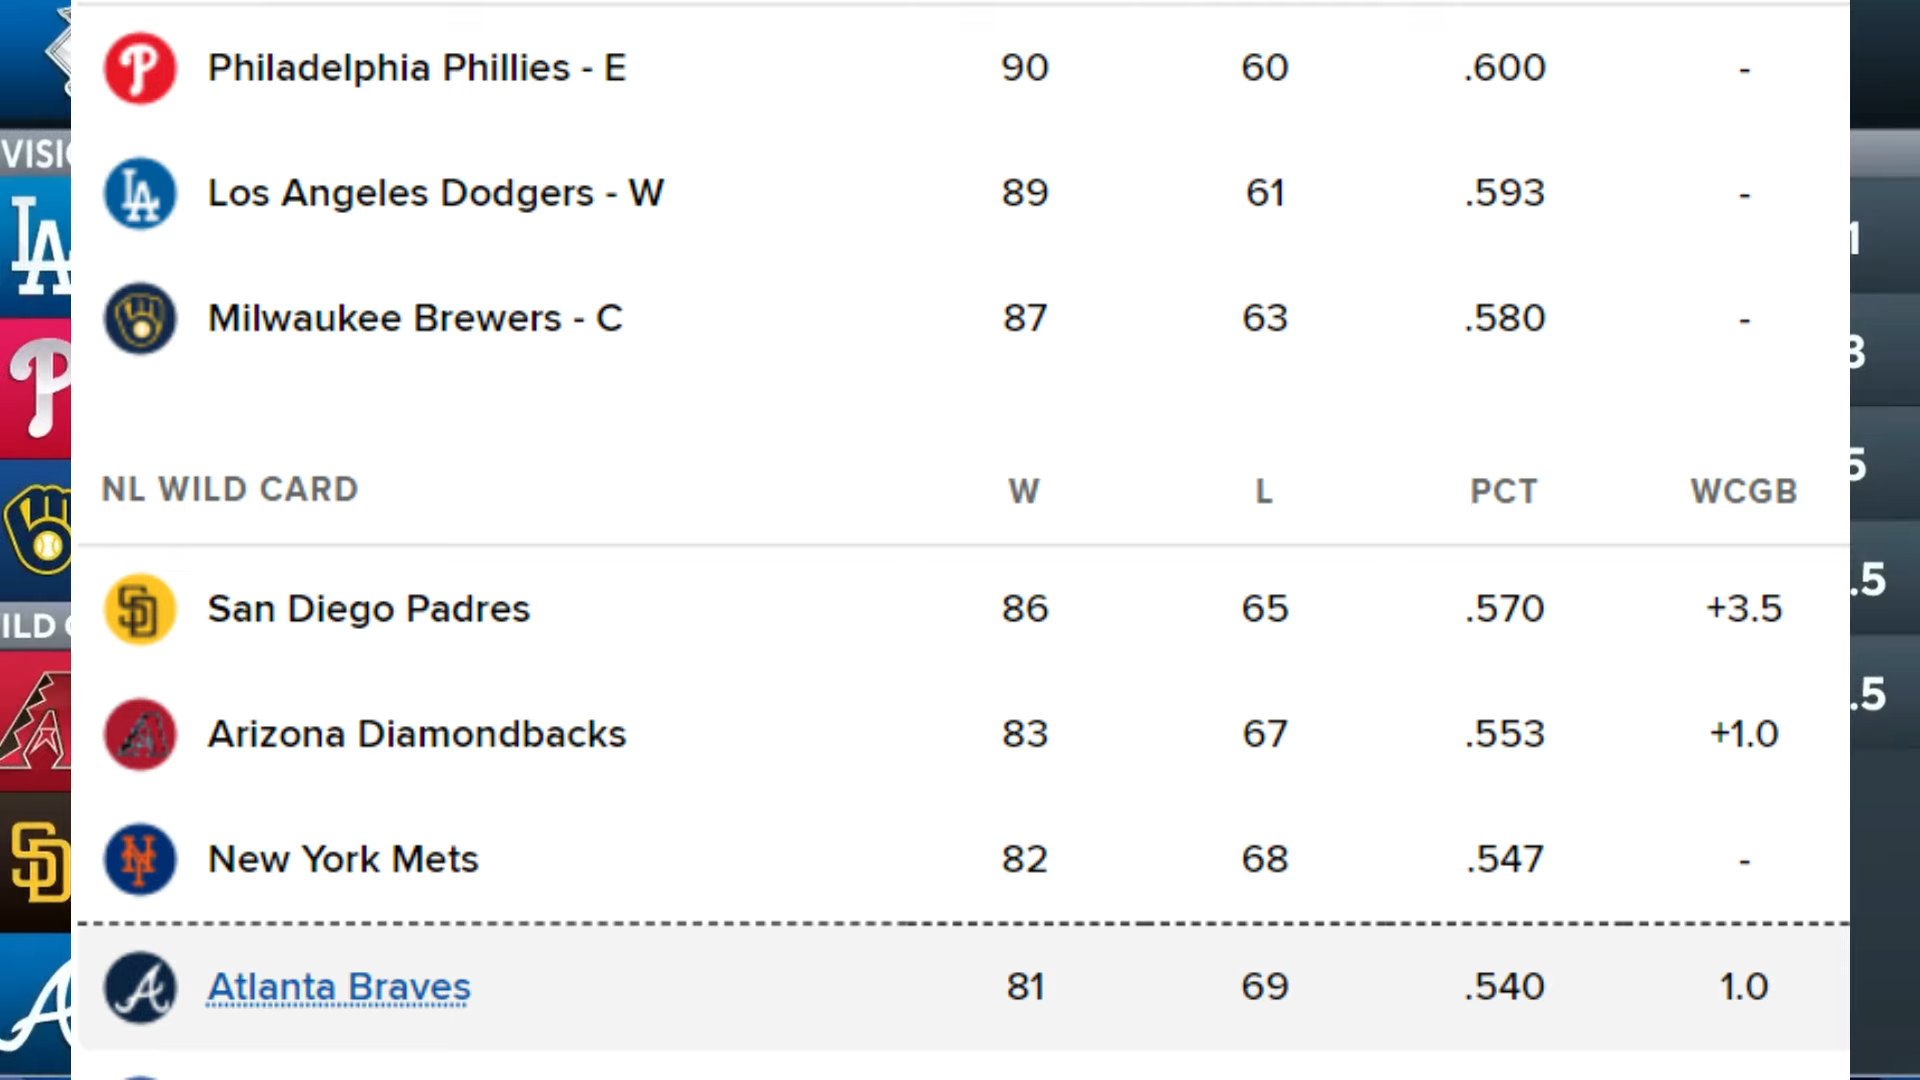 Philadelphia Phillies - E 90 60 .600 -
Los Angeles Dodgers - W 89 61 .593 -
Milwaukee Brewers - C 87 63 .580 -
NL WILD CARD W L PCT WCGB
San Diego Padres 86 65 .570 +3.5
Arizona Diamondbacks 83 67 .553 +1.0
New York Mets 82 68 .547 -
Atlanta Braves 81 69 .540 1.0